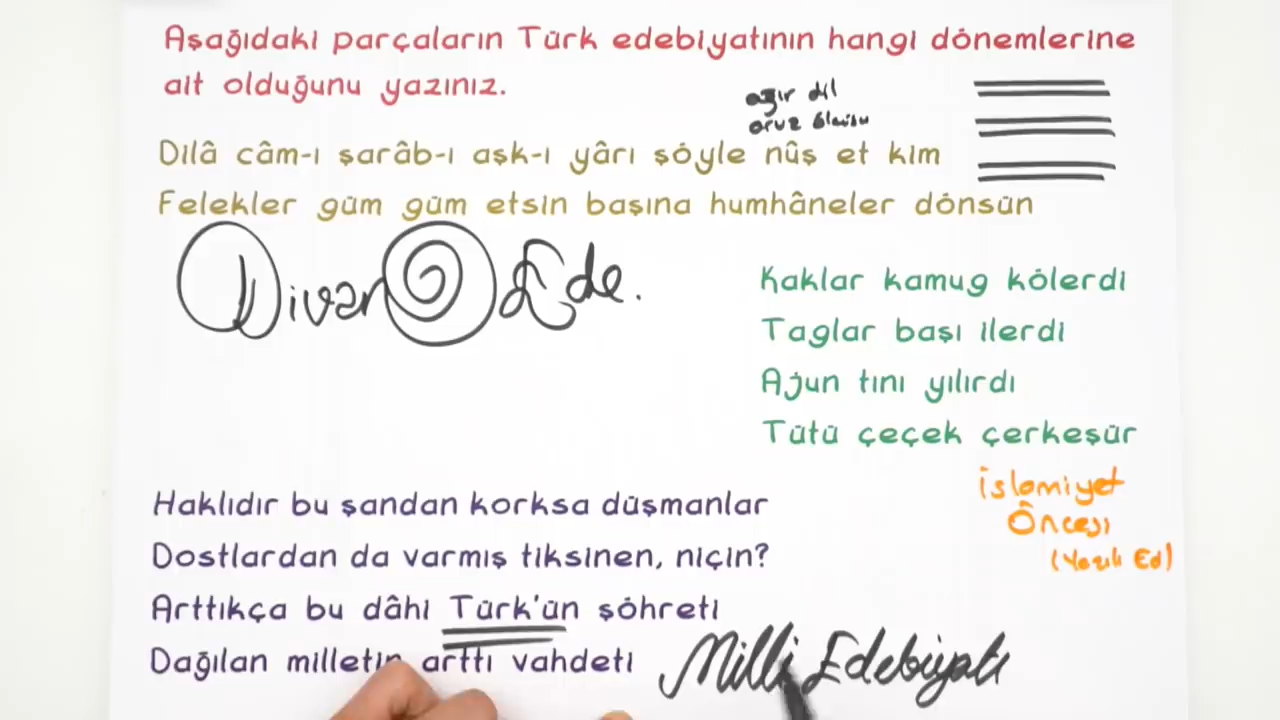 Aşağıdaki parçaların Türk edebiyatının hangi dönemlerine
ait olduğunu yazınız.
ağır dil
aruz ölçüsü
Dilâ câm-ı şarâb-ı aşk-ı yârı şöyle nûş et kim
Felekler güm güm etsin başına humhâneler dönsün
Divan Ede.
Kaklar kamug kölerdi
Taglar başı ilerdi
Ajun tını yılırdı
Tütü çeçek çerkeşür
İslamiyet
Öncesi
(Yazılı Ed)
Haklıdır bu şandan korksa düşmanlar
Dostlardan da varmış tiksinen, niçin?
Arttıkça bu dâhi Türk'ün şöhreti
Dağılan milletin arttı vahdeti
Milli Edebiyatı